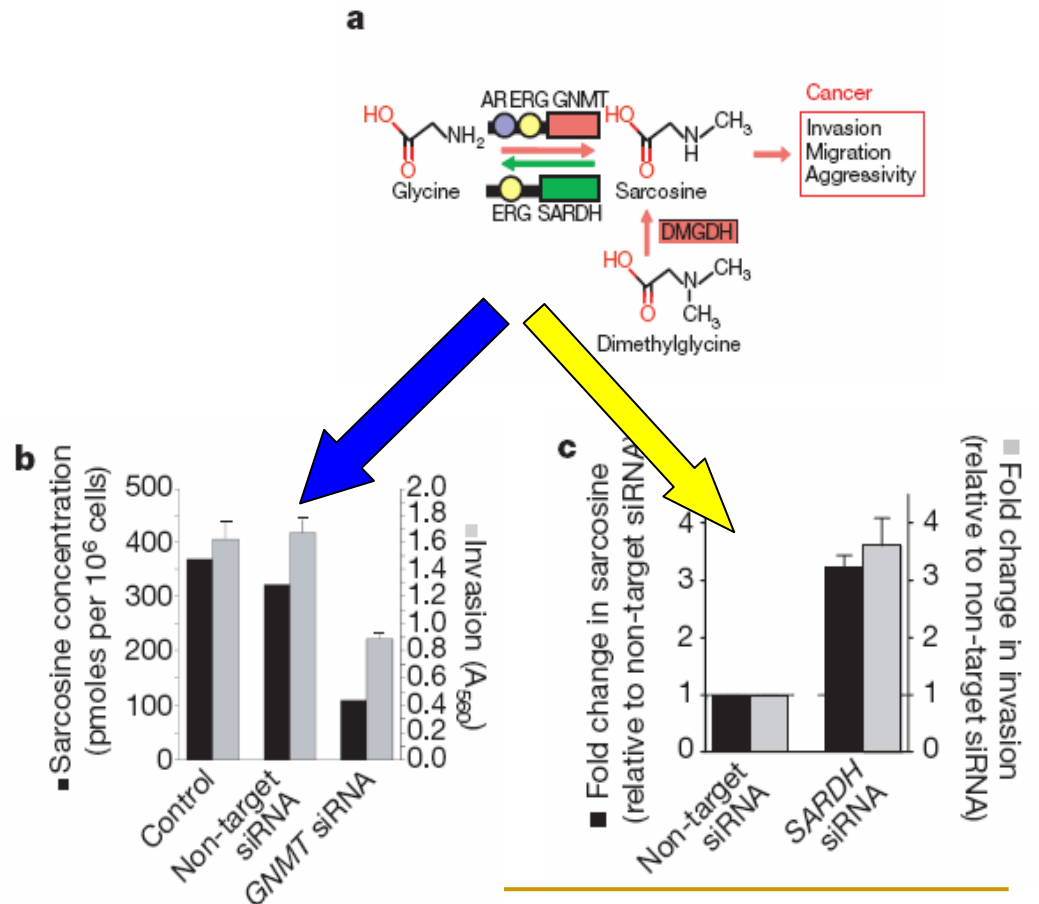 a
AR ERG GNMT
HO
NH2
O
Glycine
HO
CH3
N
H
O
Sarcosine
ERG SARDH
Cancer
Invasion
Migration
Aggressivity
DMGDH
HO
CH3
N
O
CH3
Dimethylglycine
b
■ Sarcosine concentration
(pmoles per 10⁶ cells)
500
400
300
200
100
0
2.0
1.8
1.6
1.4
1.2
1.0
0.8
0.6
0.4
0.2
0.0
■ Invasion (A₅₆₀)
Control
Non-target
siRNA
GNMT siRNA
c
■ Fold change in sarcosine
(relative to non-target siRNA)
4
3
2
1
0
4
3
2
1
0
■ Fold change in invasion
(relative to non-target siRNA)
Non-target
siRNA
SARDH
siRNA